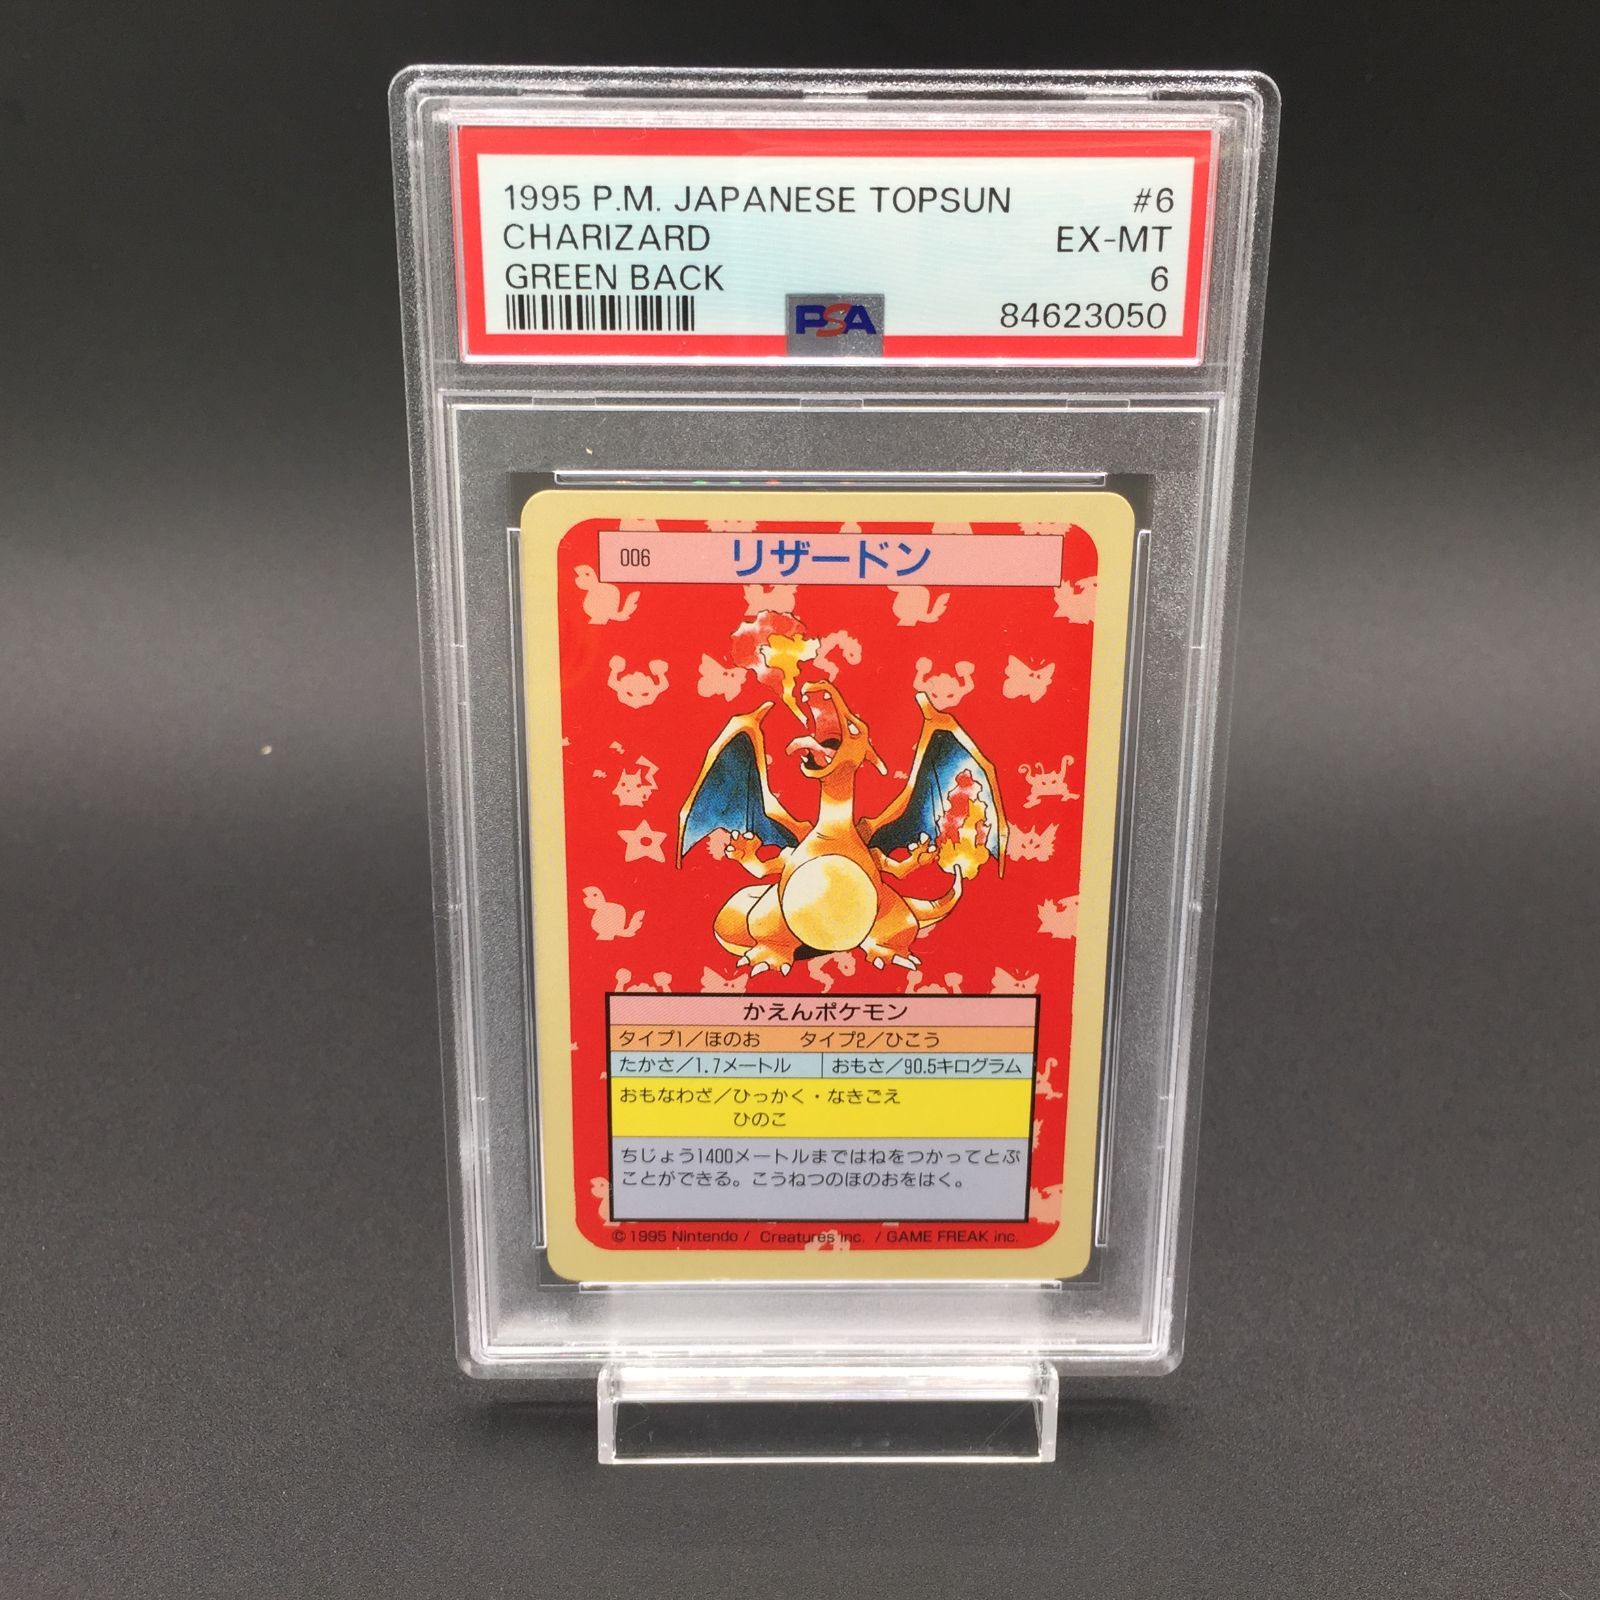 1995 P.M. JAPANESE TOPSUN #6
CHARIZARD EX-MT
GREEN BACK 6
PSA 84623050
006 リザードン
かえんポケモン
タイプ1/ほのお タイプ2/ひこう
たかさ/1.7メートル おもさ/90.5キログラム
おもなわざ/ひっかく・なきごえ
ひのこ
ちじょう1400メートルまではねをつかってとぶ
ことができる。こうねつのほのおをはく。
©1995 Nintendo / Creatures inc. / GAME FREAK inc.